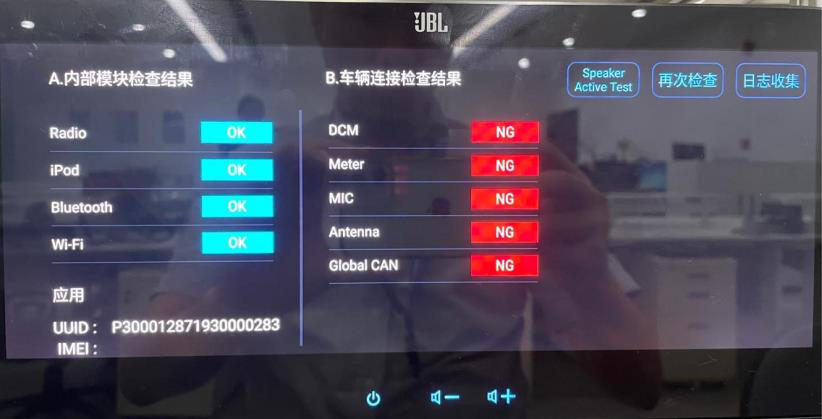 JBL
A.内部模块检查结果
B.车辆连接检查结果
Speaker
Active Test
再次检查
日志收集
Radio OK
iPod OK
Bluetooth OK
Wi-Fi OK
DCM NG
Meter NG
MIC NG
Antenna NG
Global CAN NG
应用
UUID： P300012871930000283
IMEI：